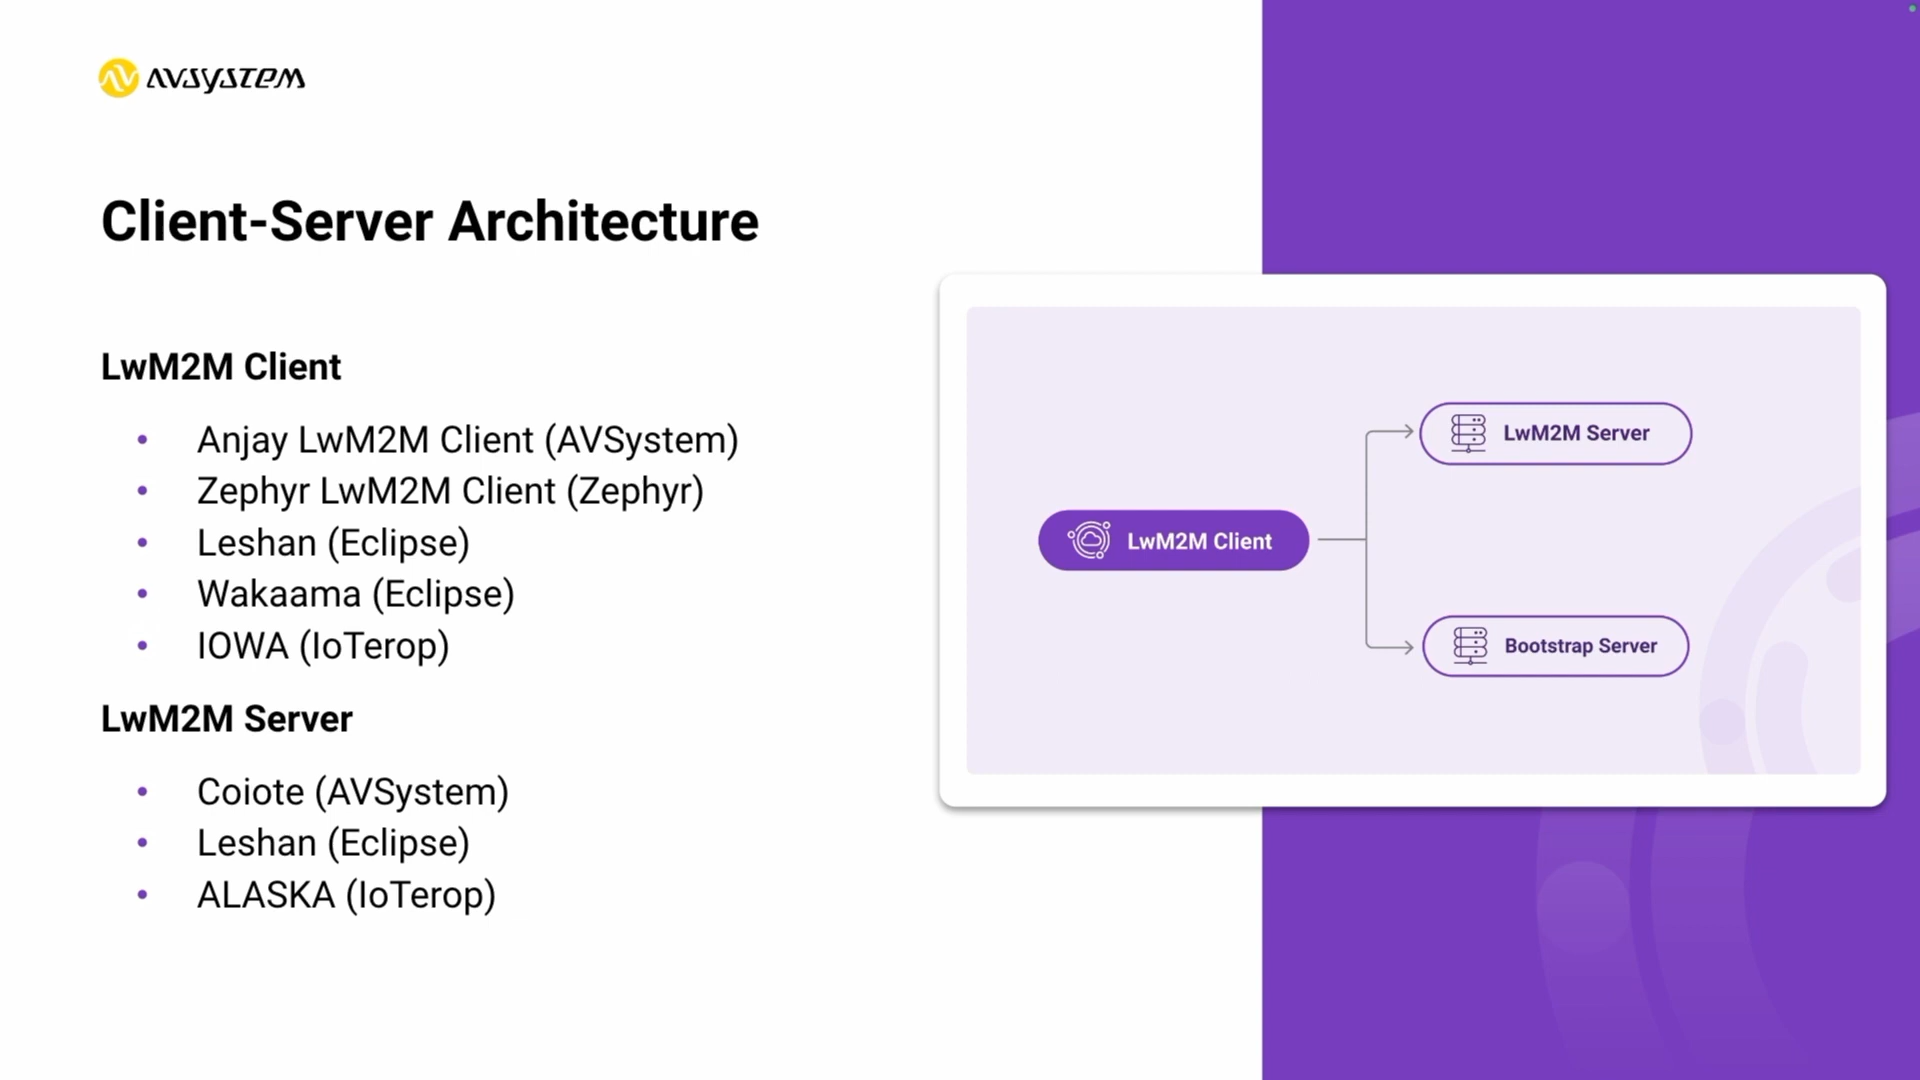 AVSYSTEM
Client-Server Architecture
LwM2M Client
• Anjay LwM2M Client (AVSystem)
• Zephyr LwM2M Client (Zephyr)
• Leshan (Eclipse)
• Wakaama (Eclipse)
• IOWA (IoTerop)
LwM2M Server
• Coiote (AVSystem)
• Leshan (Eclipse)
• ALASKA (IoTerop)
LwM2M Client
LwM2M Server
Bootstrap Server